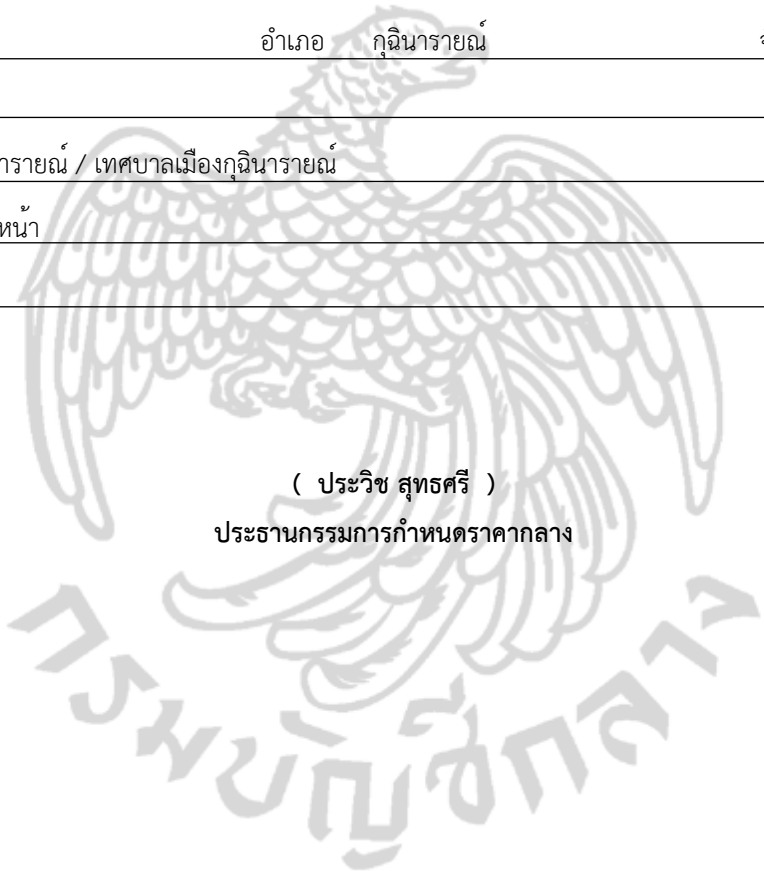 อำเภอ กุฉินารายณ์
ารายณ์ / เทศบาลเมืองกุฉินารายณ์
หน้า
( ประวิช สุทธศรี )
ประธานกรรมการกำหนดราคากลาง
กรมบัญชีกลาง